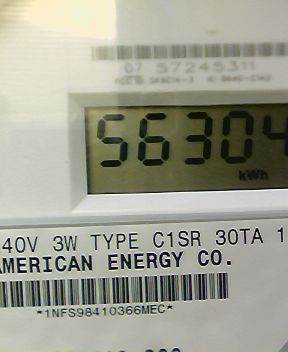 07 57245311
56304
kWh
40V 3W TYPE C1SR 30TA 1
AMERICAN ENERGY CO.
*1NFS98410366MEC*